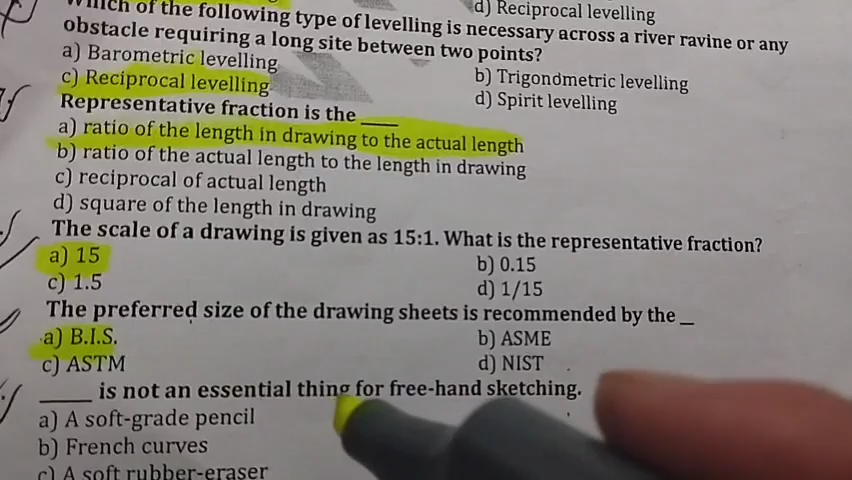 d) Reciprocal levelling
Which of the following type of levelling is necessary across a river ravine or any
obstacle requiring a long site between two points?
a) Barometric levelling
b) Trigonometric levelling
c) Reciprocal levelling
d) Spirit levelling
Representative fraction is the ____
a) ratio of the length in drawing to the actual length
b) ratio of the actual length to the length in drawing
c) reciprocal of actual length
d) square of the length in drawing
The scale of a drawing is given as 15:1. What is the representative fraction?
a) 15
b) 0.15
c) 1.5
d) 1/15
The preferred size of the drawing sheets is recommended by the _
a) B.I.S.
b) ASME
c) ASTM
d) NIST
____ is not an essential thing for free-hand sketching.
a) A soft-grade pencil
b) French curves
c) A soft rubber-eraser